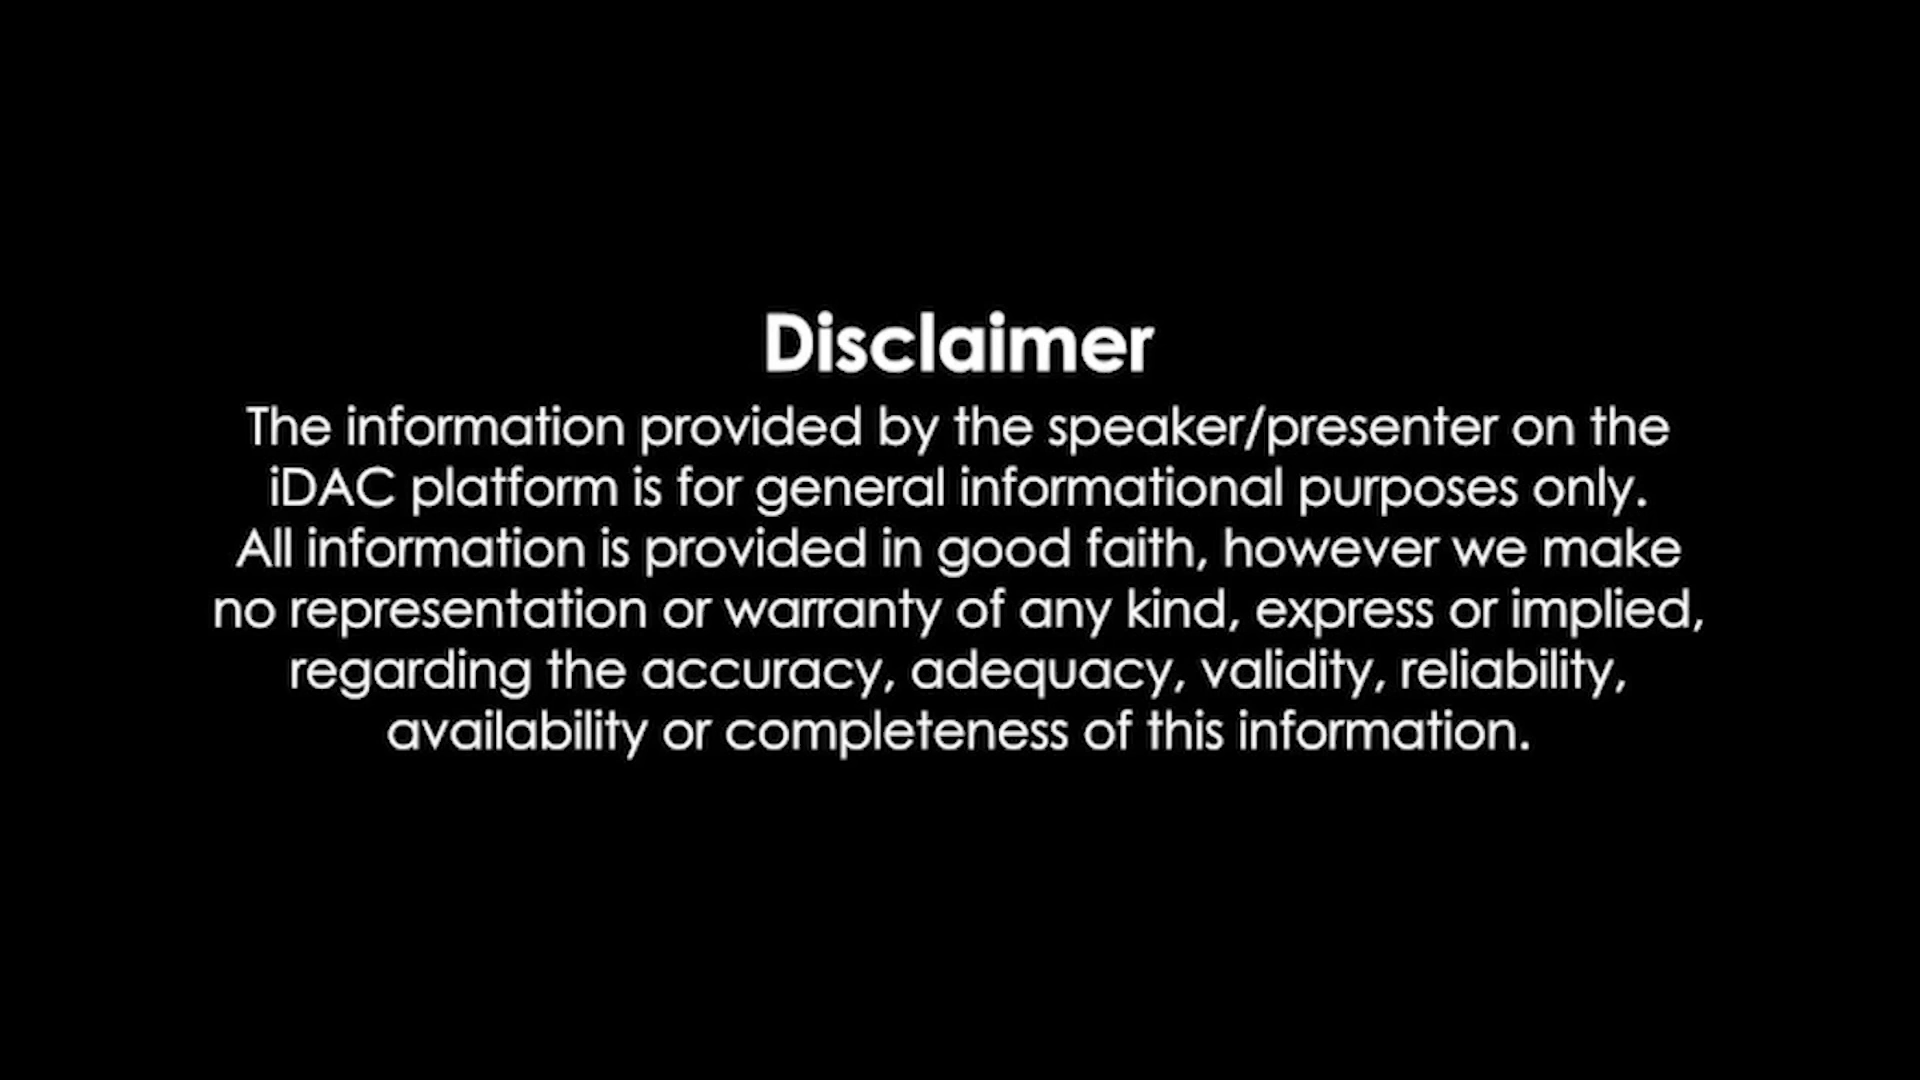 Disclaimer
The information provided by the speaker/presenter on the
iDAC platform is for general informational purposes only.
All information is provided in good faith, however we make
no representation or warranty of any kind, express or implied,
regarding the accuracy, adequacy, validity, reliability,
availability or completeness of this information.